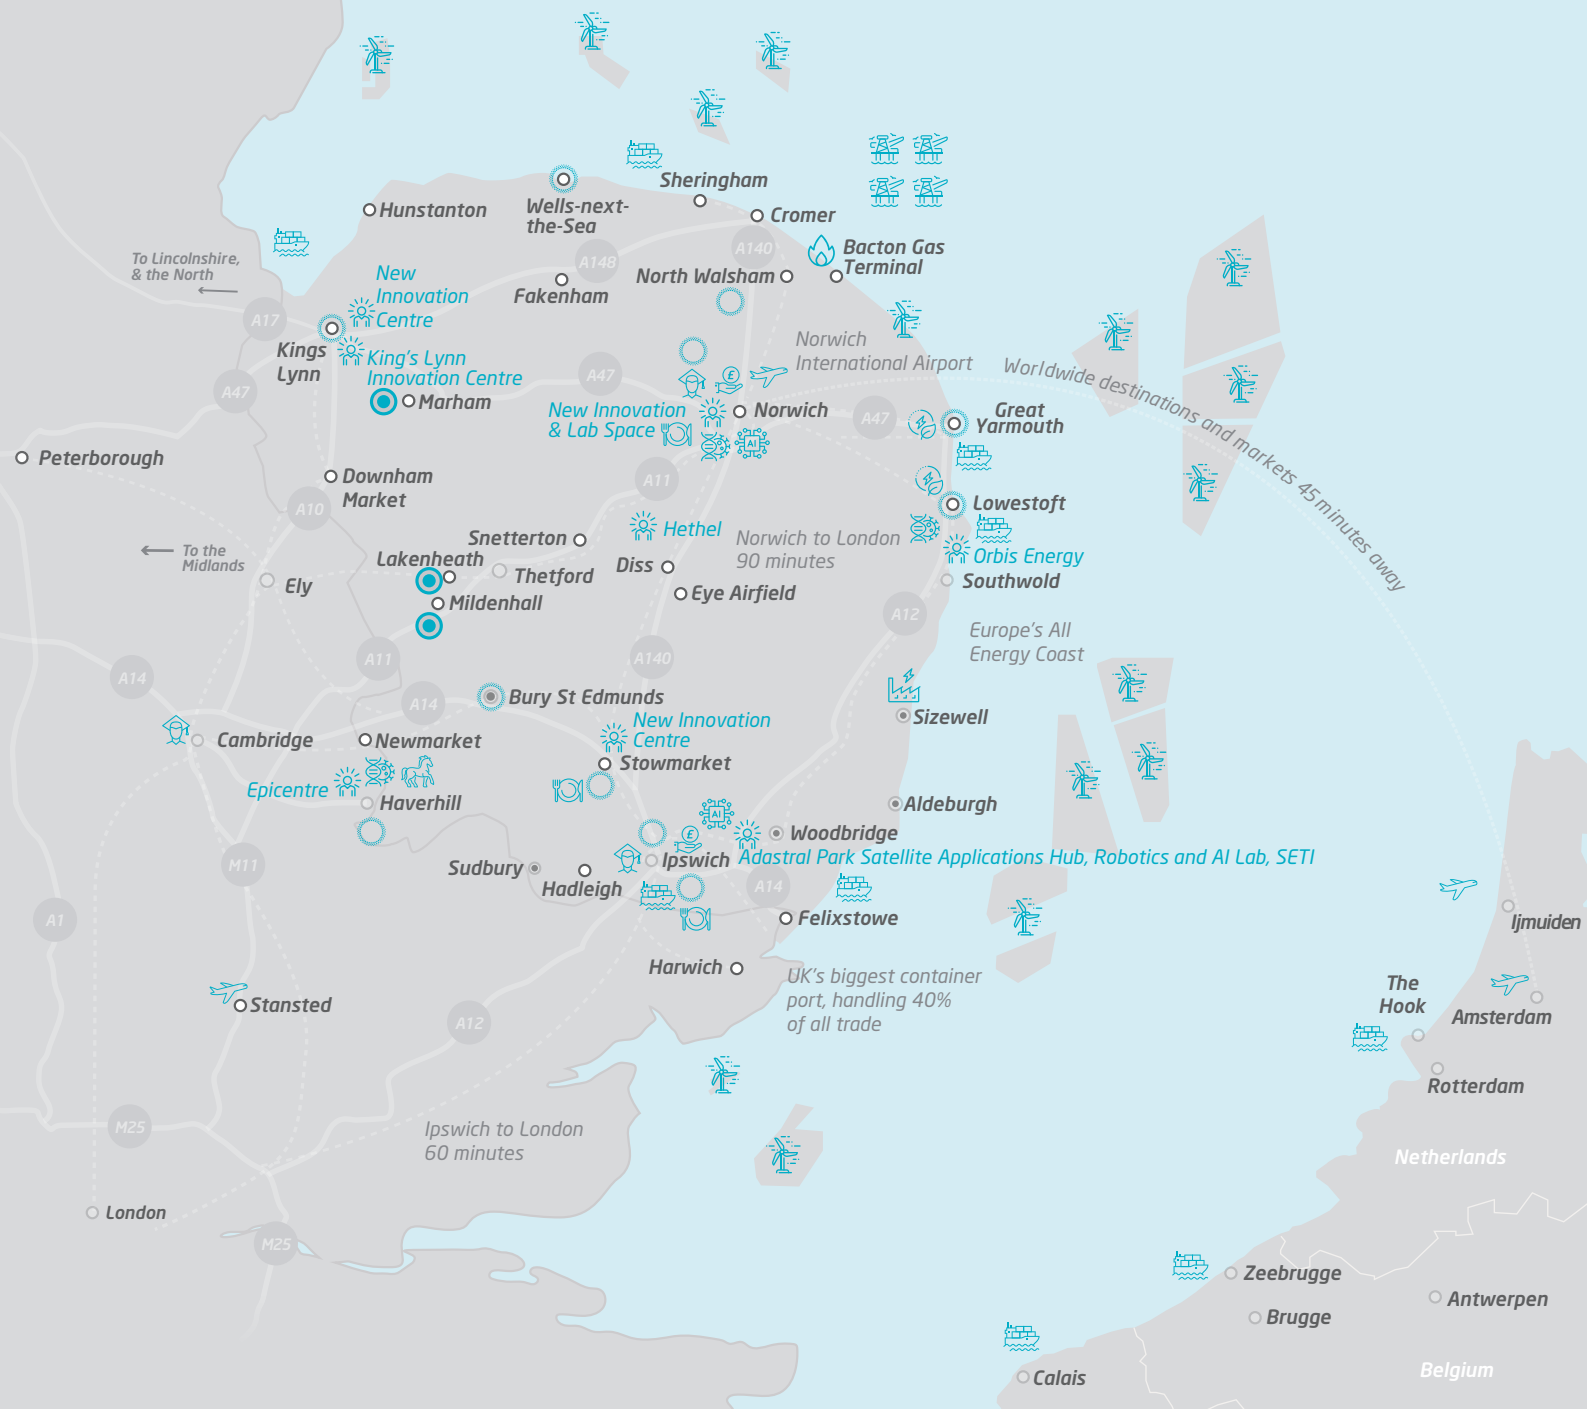 Sheringham
Hunstanton
Wells-next-
the-Sea
Cromer
To Lincolnshire,
& the North
A148
A140
Bacton Gas
Terminal
New
Innovation
Centre
Fakenham
North Walsham
A17
Kings
Lynn
King's Lynn
Innovation Centre
Norwich
International Airport
Worldwide destinations and markets 45 minutes away
A47
A47
Marham
New Innovation
& Lab Space
Norwich
A47
Great
Yarmouth
Peterborough
Downham
Market
A11
A10
Lowestoft
Hethel
Snetterton
Norwich to London
90 minutes
To the
Midlands
Lakenheath
Orbis Energy
Ely
Thetford
Diss
Southwold
Mildenhall
Eye Airfield
A12
Europe's All
Energy Coast
A11
A140
A14
A14
Bury St Edmunds
Sizewell
New Innovation
Centre
Cambridge
Newmarket
Stowmarket
Epicentre
Haverhill
Aldeburgh
Woodbridge
AI
AI
£
£
M11
Sudbury
Hadleigh
Ipswich
Adastral Park Satellite Applications Hub, Robotics and AI Lab, SETI
A14
A1
Felixstowe
Ijmuiden
Harwich
UK's biggest container
port, handling 40%
of all trade
The
Hook
Stansted
A12
Amsterdam
Rotterdam
M25
Ipswich to London
60 minutes
Netherlands
London
M25
Zeebrugge
Antwerpen
Brugge
Belgium
Calais